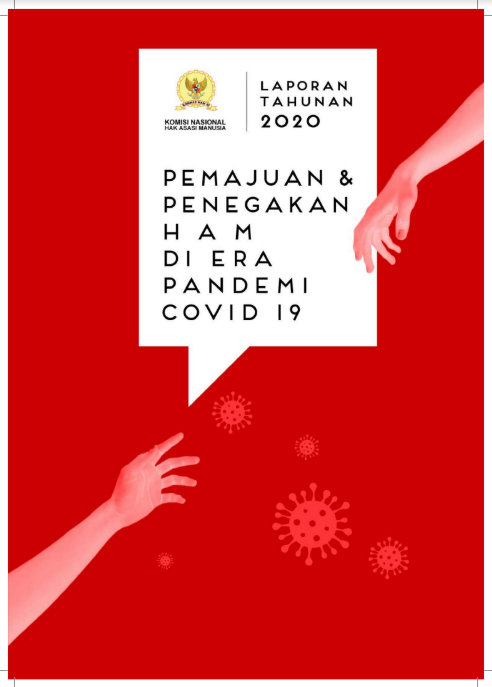 KOMISI NASIONAL
HAK ASASI MANUSIA
LAPORAN
TAHUNAN
2020
PEMAJUAN &
PENEGAKAN
H A M
DI ERA
PANDEMI
COVID 19